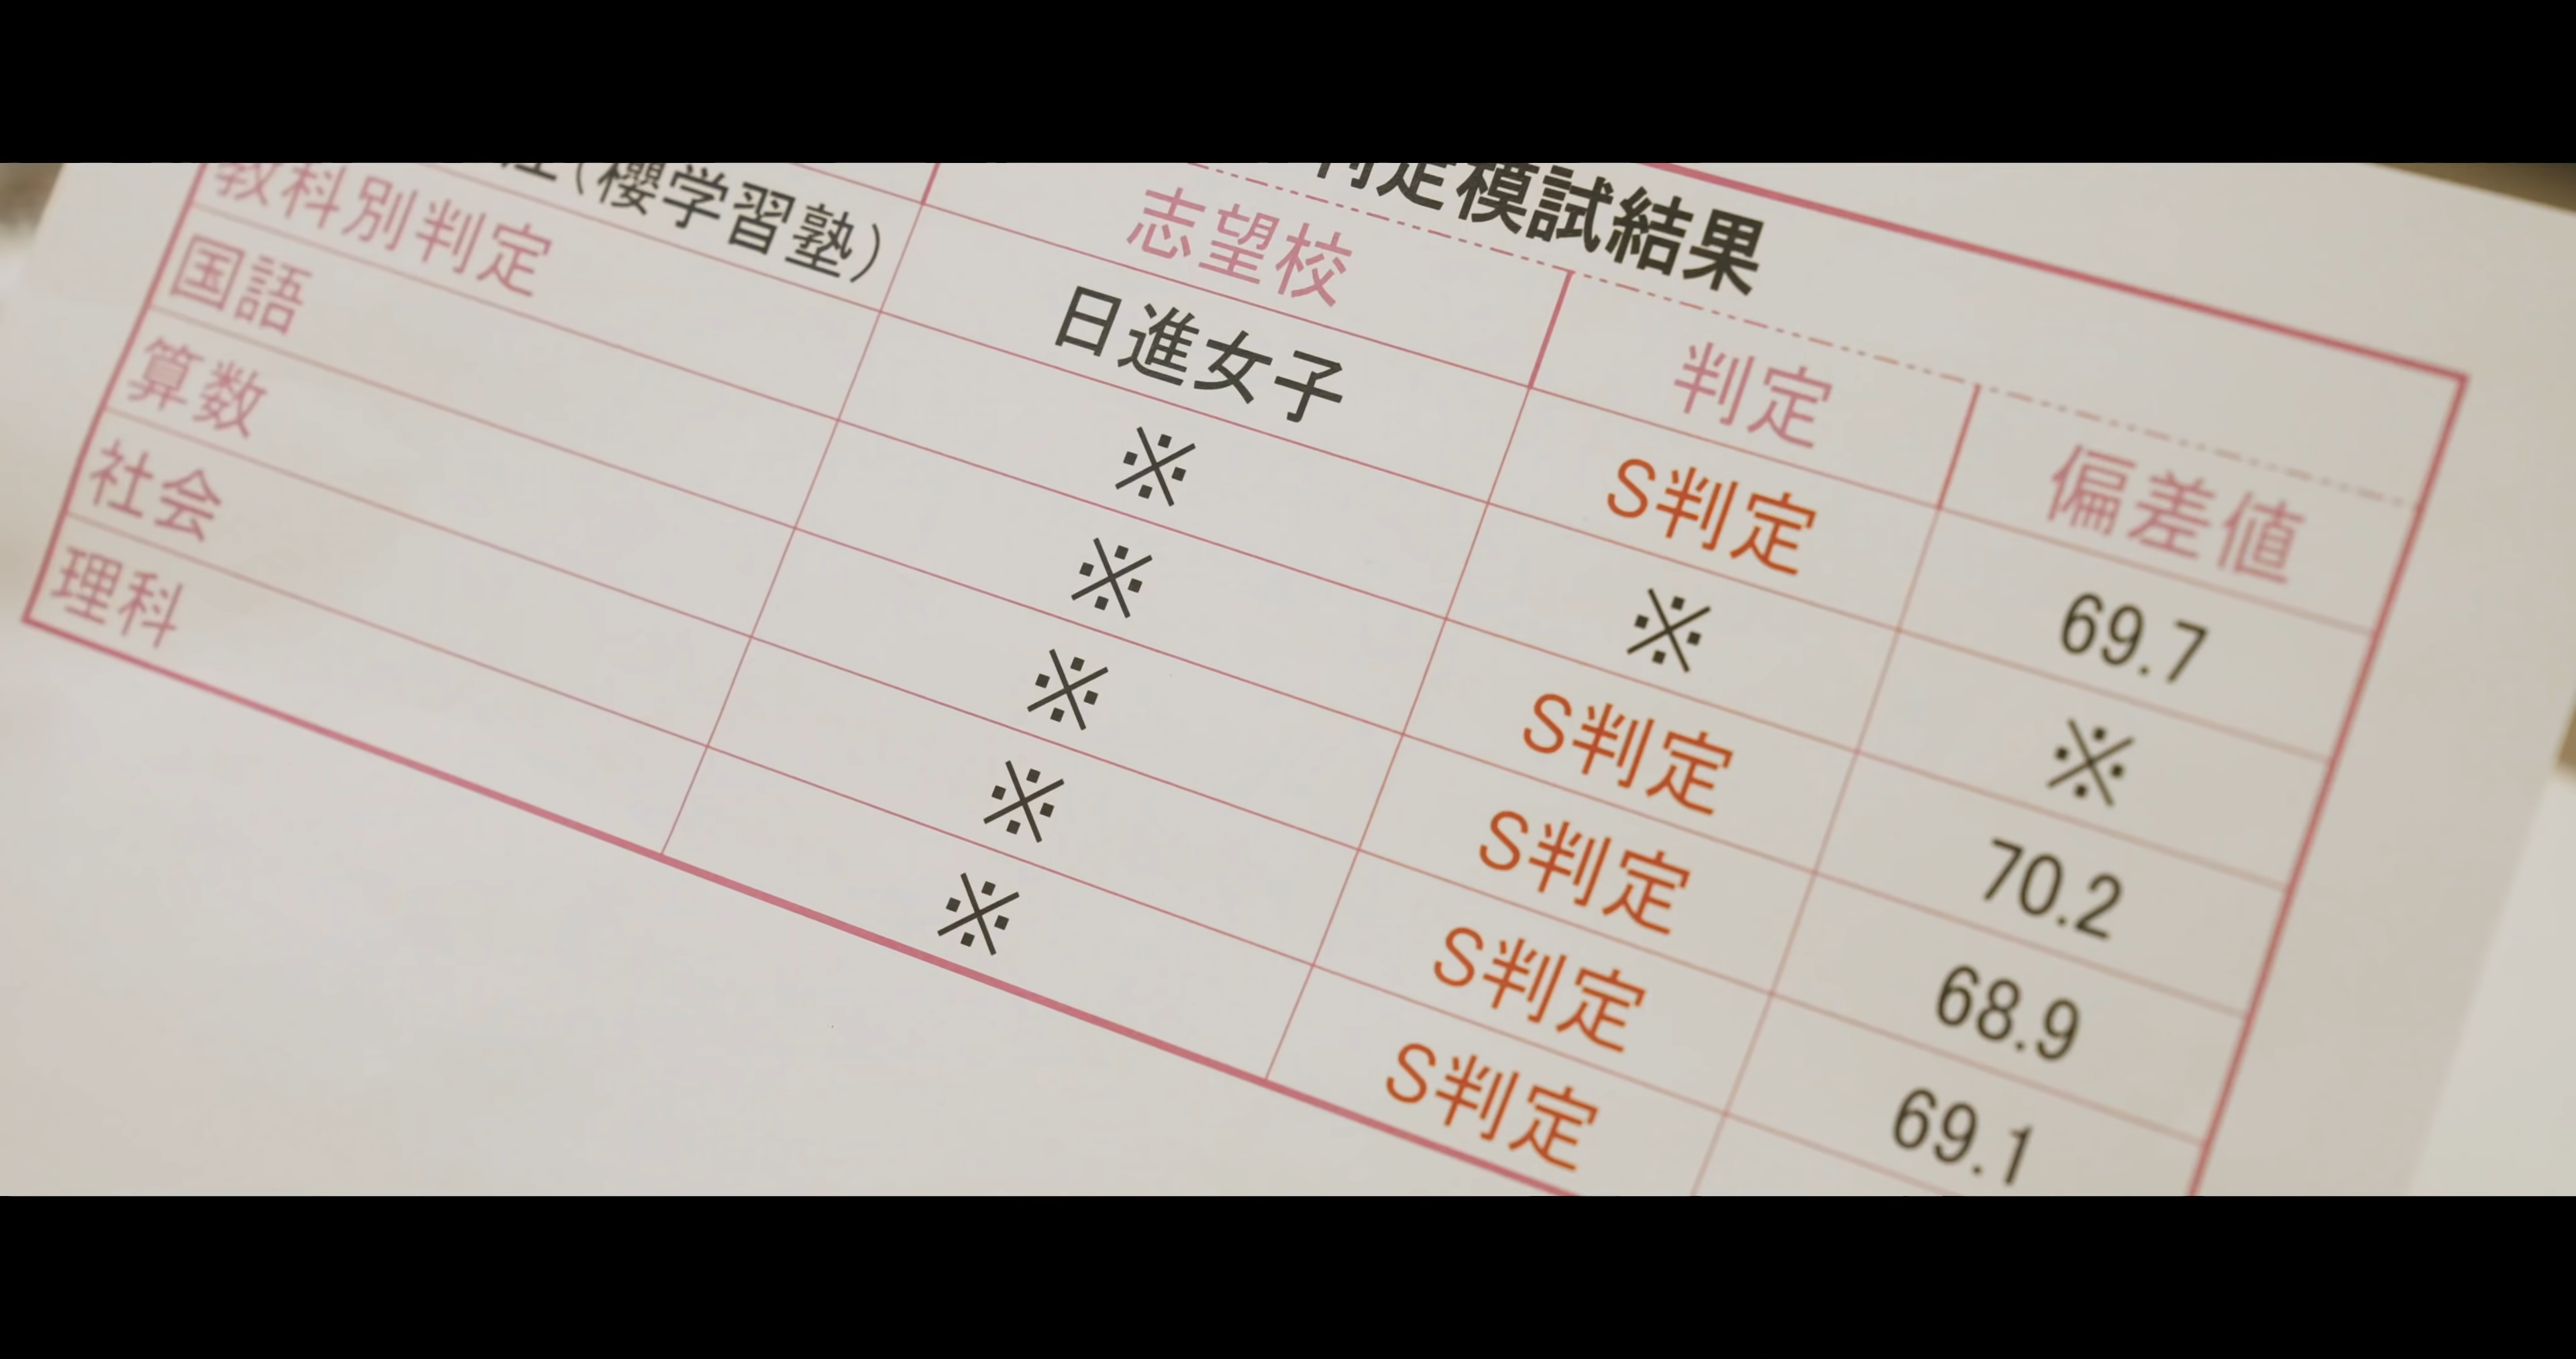 判定模試結果
志望校 判定 偏差値
（櫻学習塾） 日進女子 S判定 69.7
教科別判定 ※ ※ ※
国語 ※ S判定 70.2
算数 ※ S判定 68.9
社会 ※ S判定 69.1
理科 ※ S判定